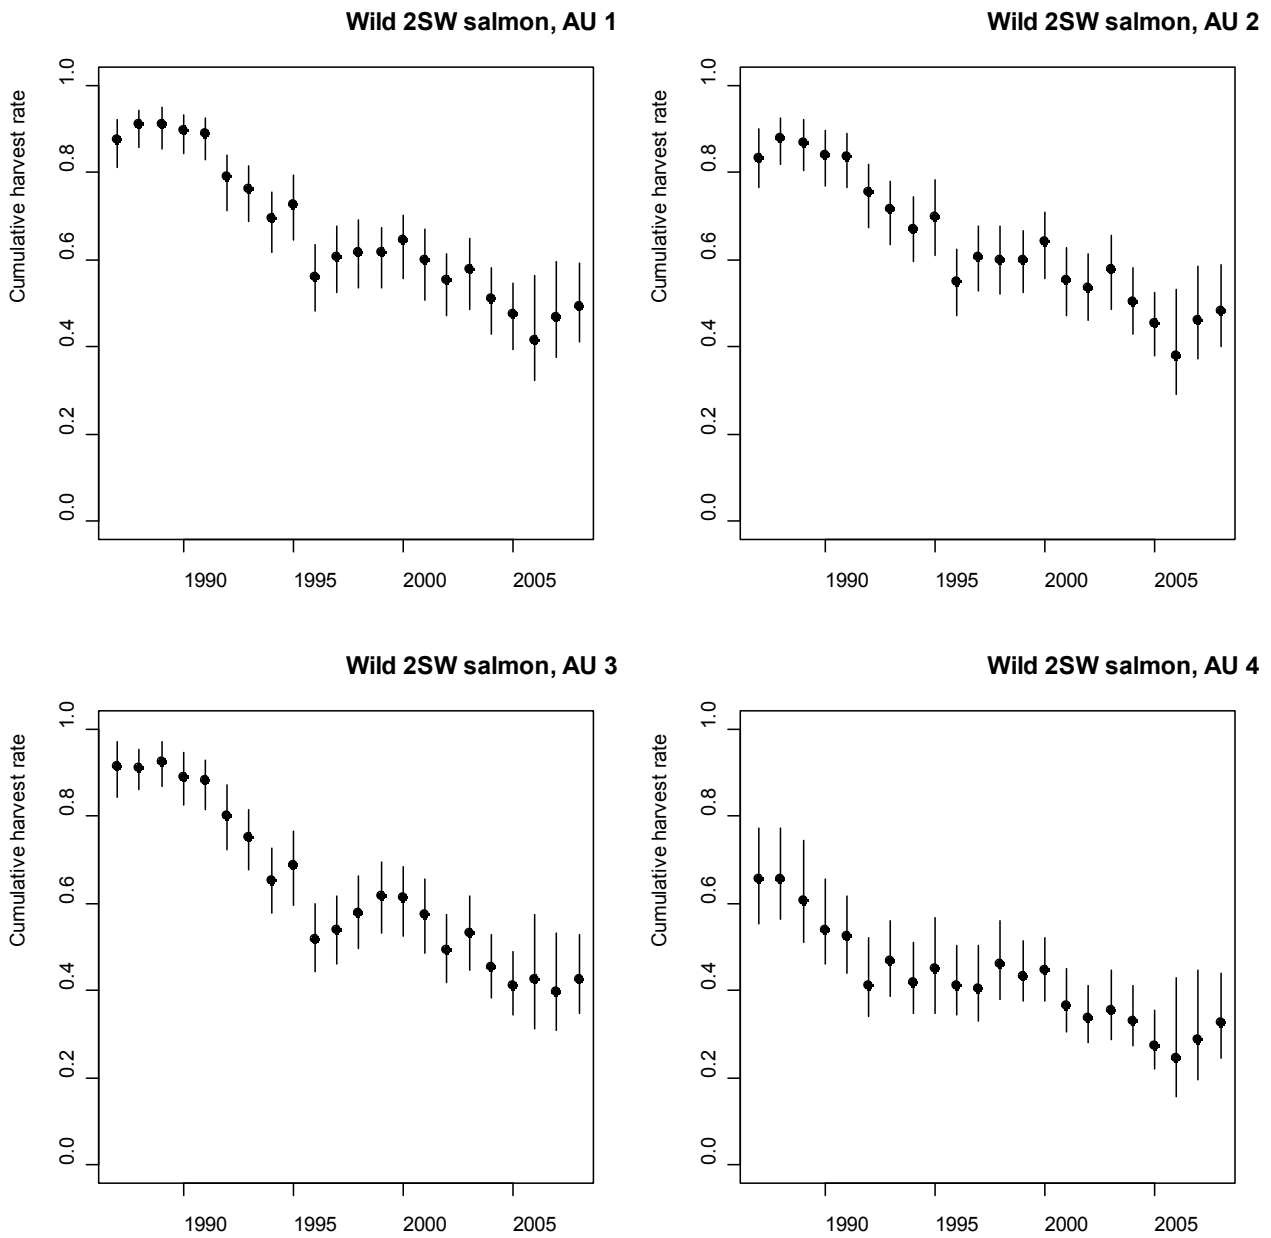 Wild 2SW salmon, AU 1
Cumulative harvest rate
1.0
0.8
0.6
0.4
0.2
0.0
1990 1995 2000 2005
Wild 2SW salmon, AU 2
Cumulative harvest rate
1.0
0.8
0.6
0.4
0.2
0.0
1990 1995 2000 2005
Wild 2SW salmon, AU 3
Cumulative harvest rate
1.0
0.8
0.6
0.4
0.2
0.0
1990 1995 2000 2005
Wild 2SW salmon, AU 4
Cumulative harvest rate
1.0
0.8
0.6
0.4
0.2
0.0
1990 1995 2000 2005